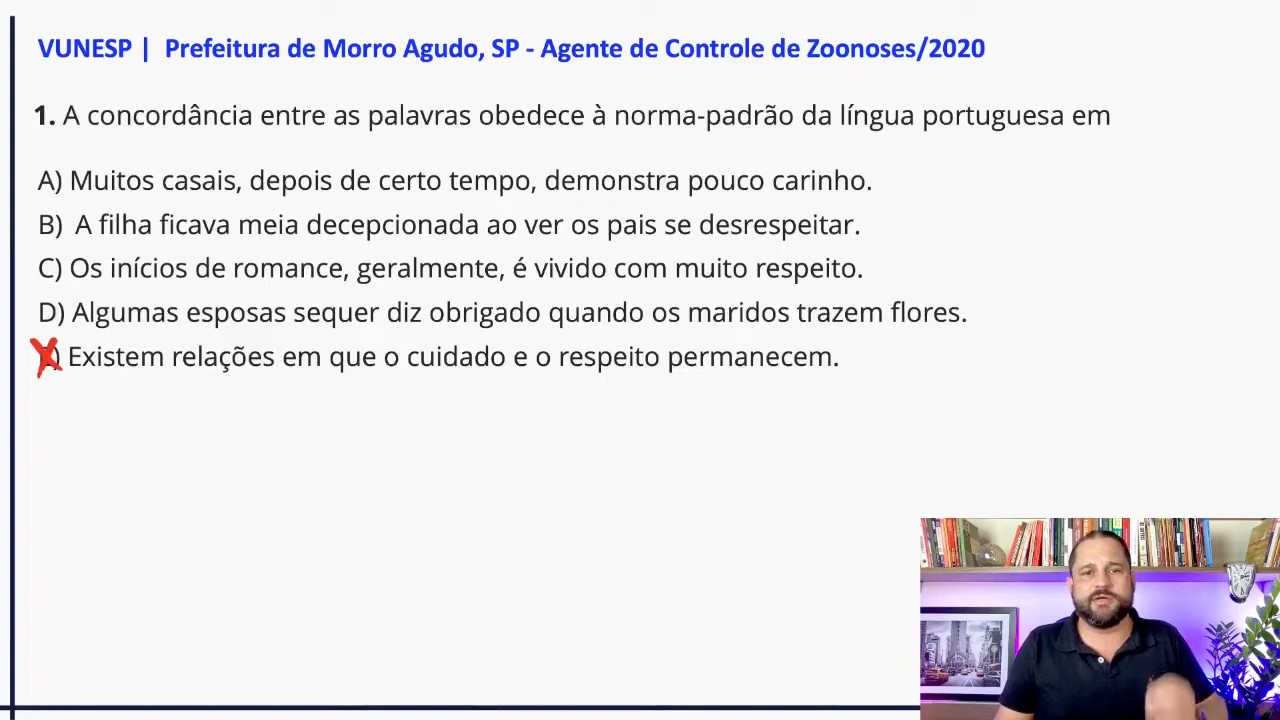 VUNESP | Prefeitura de Morro Agudo, SP - Agente de Controle de Zoonoses/2020
1. A concordância entre as palavras obedece à norma-padrão da língua portuguesa em
A) Muitos casais, depois de certo tempo, demonstra pouco carinho.
B) A filha ficava meia decepcionada ao ver os pais se desrespeitar.
C) Os inícios de romance, geralmente, é vivido com muito respeito.
D) Algumas esposas sequer diz obrigado quando os maridos trazem flores.
Existem relações em que o cuidado e o respeito permanecem.